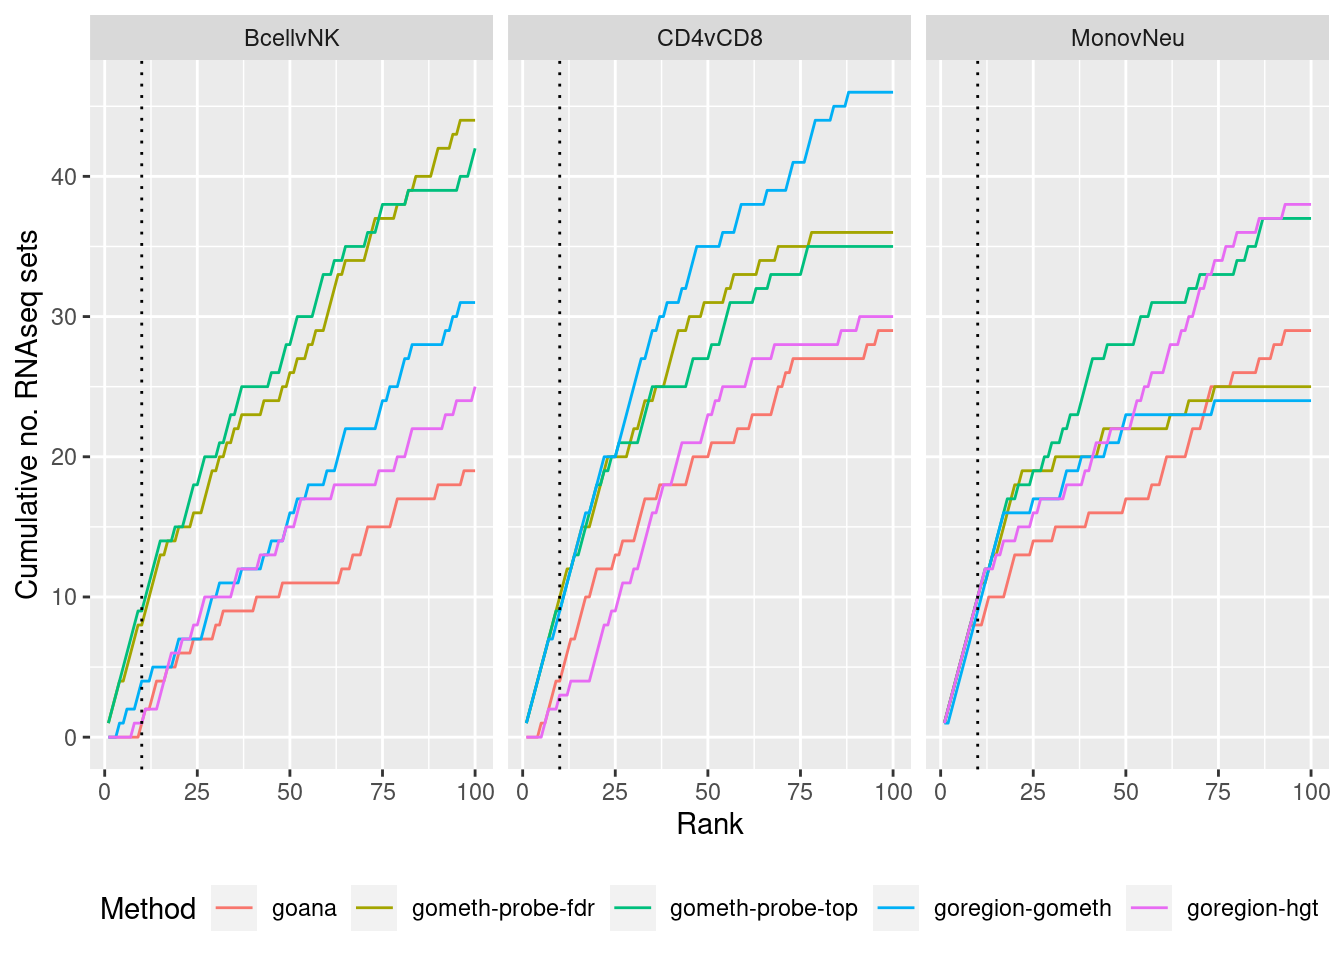 BcellvNK CD4vCD8 MonovNeu
Cumulative no. RNAseq sets
40
30
20
10
0
0 25 50 75 100 0 25 50 75 100 0 25 50 75 100
Rank
Method goana gometh-probe-fdr gometh-probe-top goregion-gometh goregion-hgt